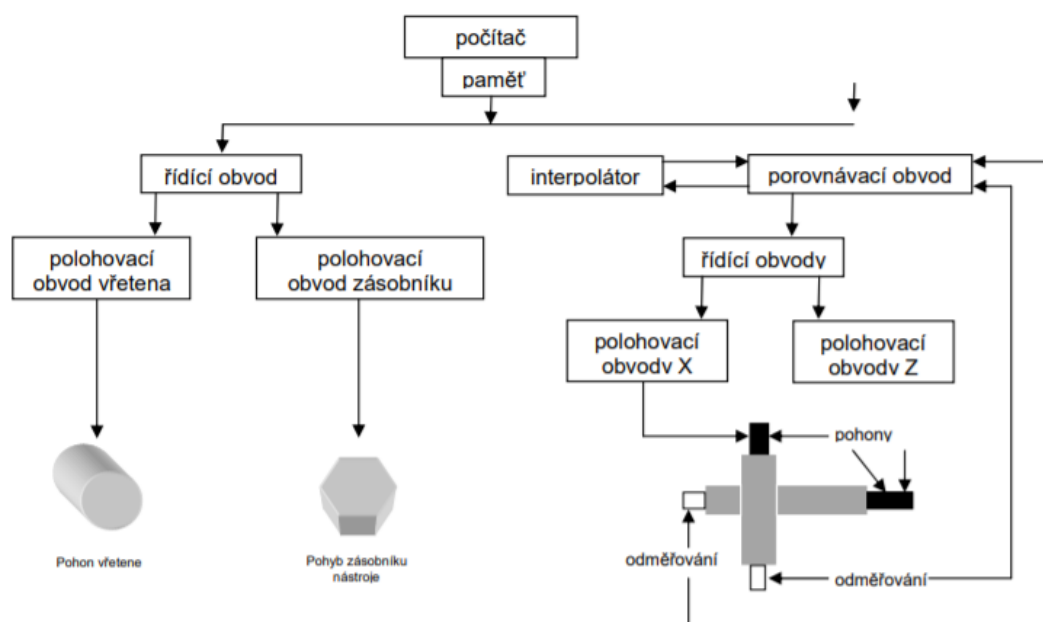 počítač
paměť
řídící obvod
interpolátor
porovnávací obvod
polohovací
obvod vřetena
polohovací
obvod zásobníku
řídící obvody
polohovací
obvody X
polohovací
obvody Z
pohony
Pohon vřetene
Pohyb zásobníku
nástroje
odměřování
odměřování